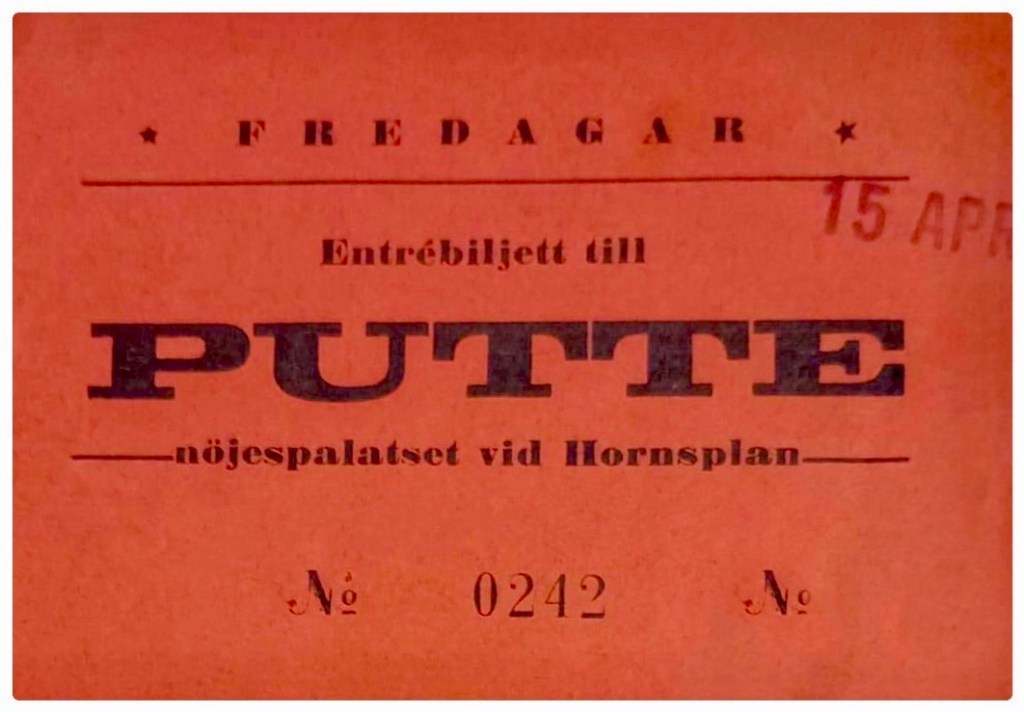 ★ FREDAGAR ★
15 APR
Entrébiljett till
PUTTE
nöjespalatset vid Hornsplan
№ 0242 №